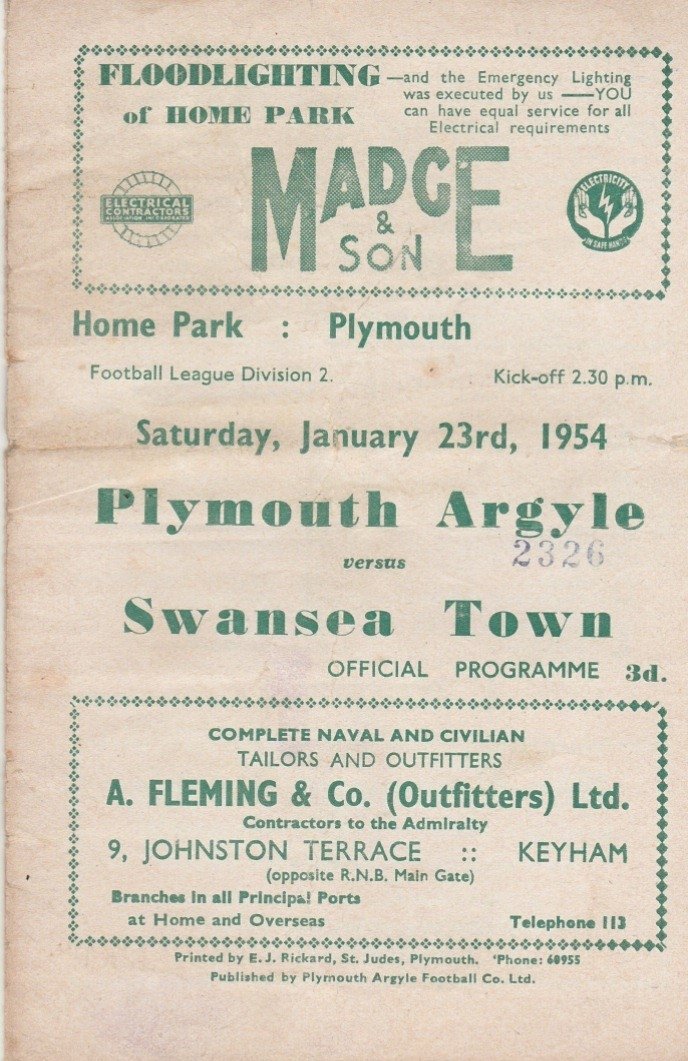 FLOODLIGHTING
of HOME PARK
—and the Emergency Lighting
was executed by us —YOU
can have equal service for all
Electrical requirements
ELECTRICAL
CONTRACTORS
ASSOCIATION INCORPORATED
MADGE
&
SON
ELECTRICITY
IN SAFE HANDS
Home Park : Plymouth
Football League Division 2. Kick-off 2.30 p.m.
Saturday, January 23rd, 1954
Plymouth Argyle
2326
versus
Swansea Town
OFFICIAL PROGRAMME 3d.
COMPLETE NAVAL AND CIVILIAN
TAILORS AND OUTFITTERS
A. FLEMING & Co. (Outfitters) Ltd.
Contractors to the Admiralty
9, JOHNSTON TERRACE :: KEYHAM
(opposite R.N.B. Main Gate)
Branches in all Principal Ports
at Home and Overseas Telephone 113
Printed by E. J. Rickard, St. Judes, Plymouth. 'Phone: 60955
Published by Plymouth Argyle Football Co. Ltd.